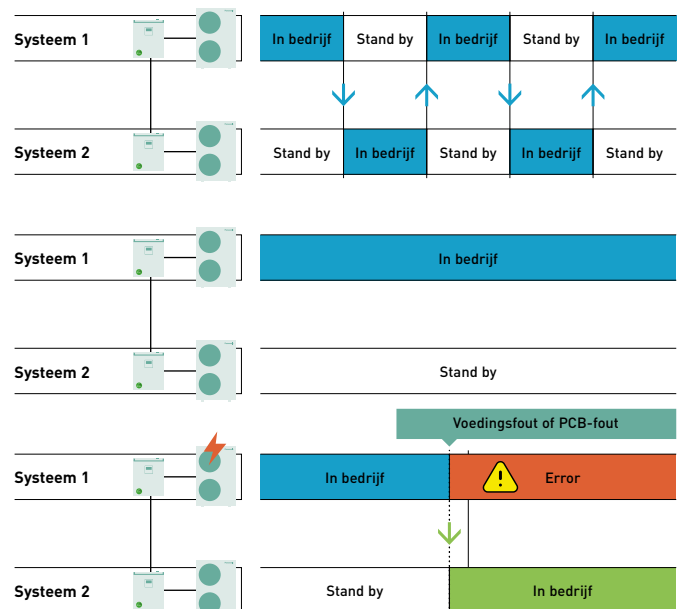 Systeem 1 In bedrijf Stand by In bedrijf Stand by In bedrijf
Systeem 2 Stand by In bedrijf Stand by In bedrijf Stand by
Systeem 1 In bedrijf
Systeem 2 Stand by
Voedingsfout of PCB-fout
Systeem 1 In bedrijf Error
Systeem 2 Stand by In bedrijf